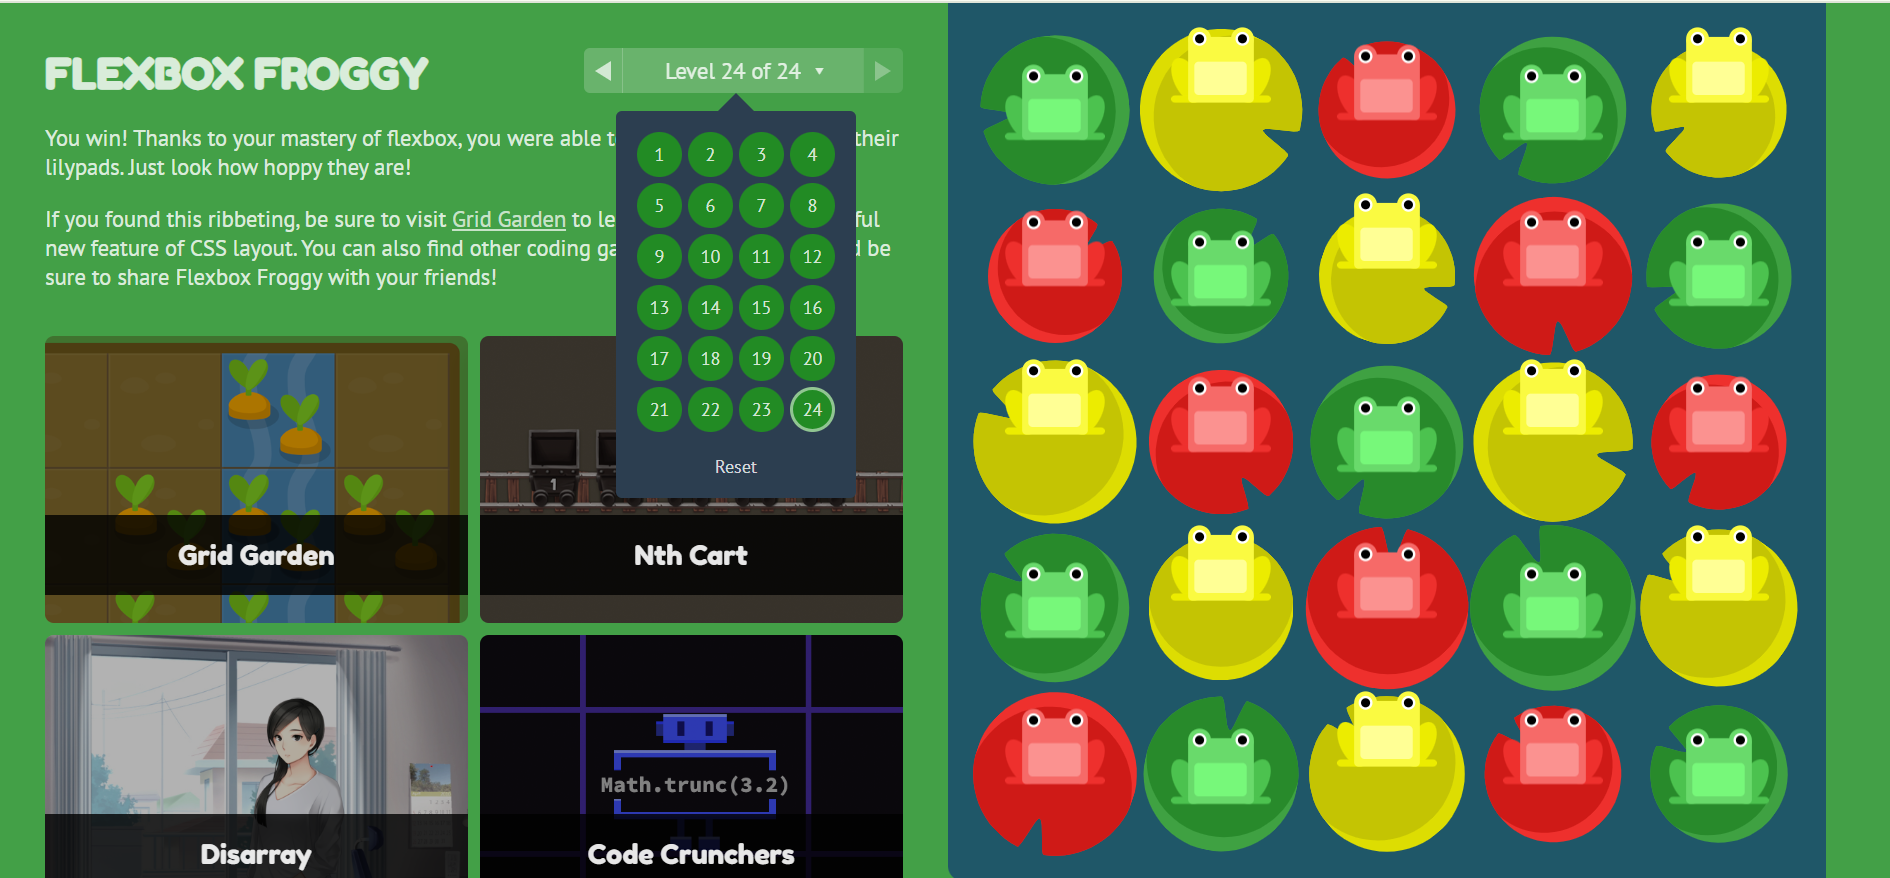 FLEXBOX FROGGY
Level 24 of 24
You win! Thanks to your mastery of flexbox, you were able their
lilypads. Just look how hoppy they are!
If you found this ribbeting, be sure to visit Grid Garden to
new feature of CSS layout. You can also find other coding be
sure to share Flexbox Froggy with your friends!
1 2 3 4
5 6 7 8
9 10 11 12
13 14 15 16
17 18 19 20
21 22 23 24
Reset
1
Grid Garden
Nth Cart
Math.trunc(3.2)
Disarray
Code Crunchers